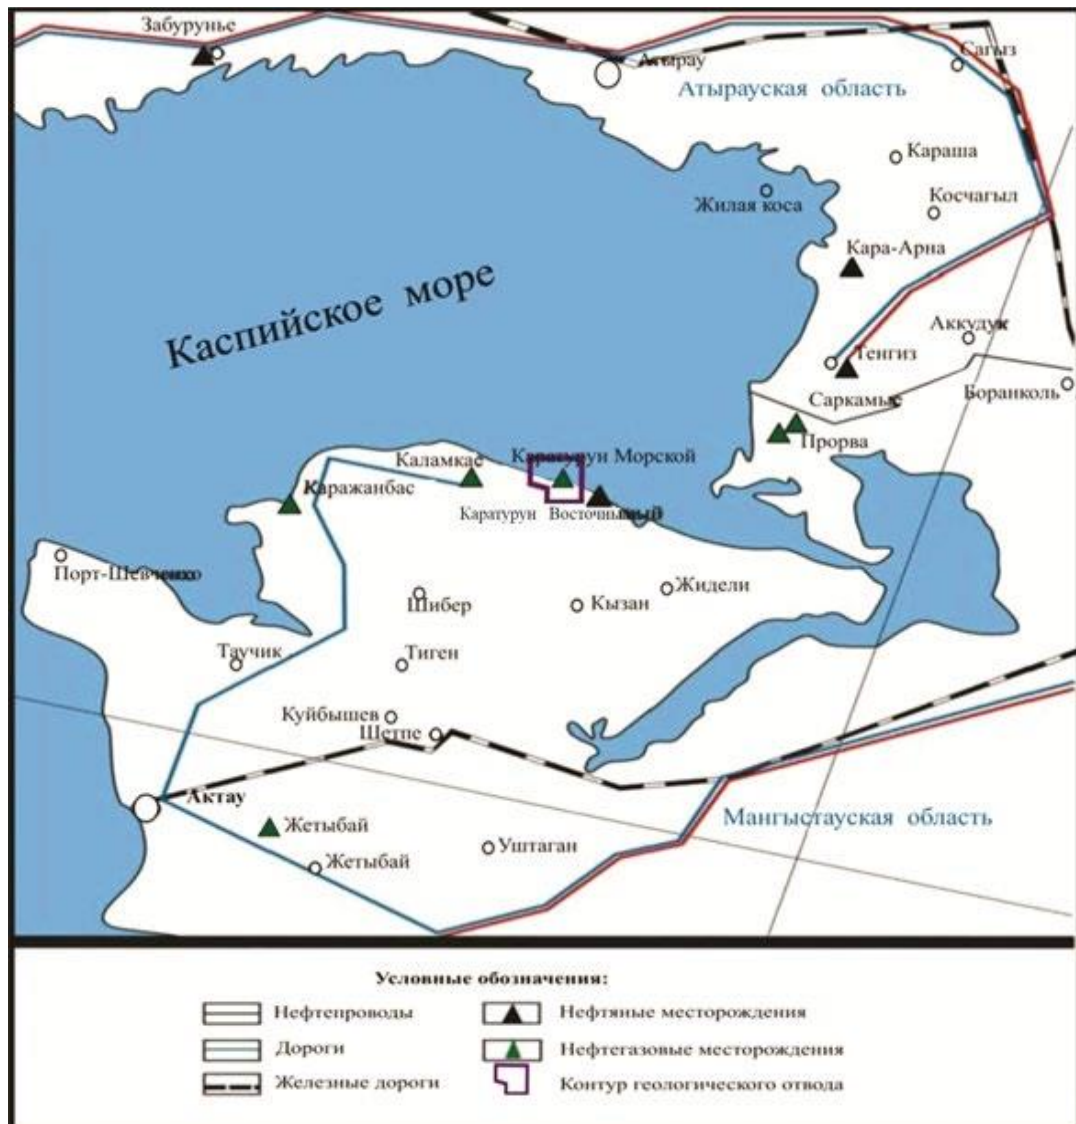 Забурунье
Атырау
Сагыз
Атырауская область
Караша
Жилая коса
Косчагыл
Кара-Арна
Каспийское море
Аккудук
Тенгиз
Саркамыс
Боранколь
Прорва
Каламкас
Каратурун Морской
Каражанбас
Каратурун Восточный
Порт-Шевченко
Жидели
Шибер
Кызан
Таучик
Тиген
Куйбышев
Шетпе
Актау
Мангыстауская область
Жетыбай
Уштаган
Жетыбай
Условные обозначения:
Нефтепроводы
Нефтяные месторождения
Дороги
Нефтегазовые месторождения
Железные дороги
Контур геологического отвода